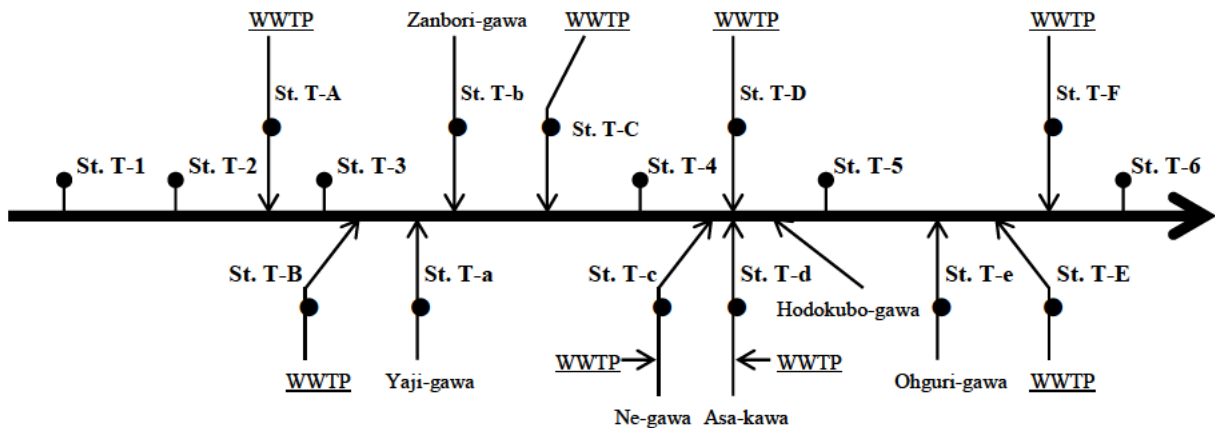 WWTP
Zanbori-gawa
WWTP
WWTP
WWTP
St. T-A
St. T-b
St. T-C
St. T-D
St. T-F
St. T-1
St. T-2
St. T-3
St. T-4
St. T-5
St. T-6
St. T-B
St. T-a
St. T-c
St. T-d
St. T-e
St. T-E
Hodokubo-gawa
WWTP
WWTP
WWTP
Yaji-gawa
Ohguri-gawa
WWTP
Ne-gawa
Asa-kawa